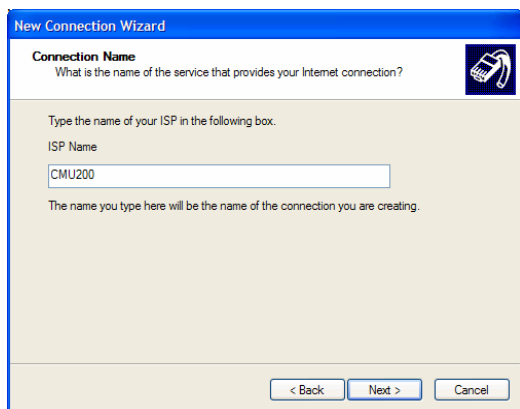 New Connection Wizard
Connection Name
What is the name of the service that provides your Internet connection?
Type the name of your ISP in the following box.
ISP Name
CMU200
The name you type here will be the name of the connection you are creating.
< Back Next > Cancel